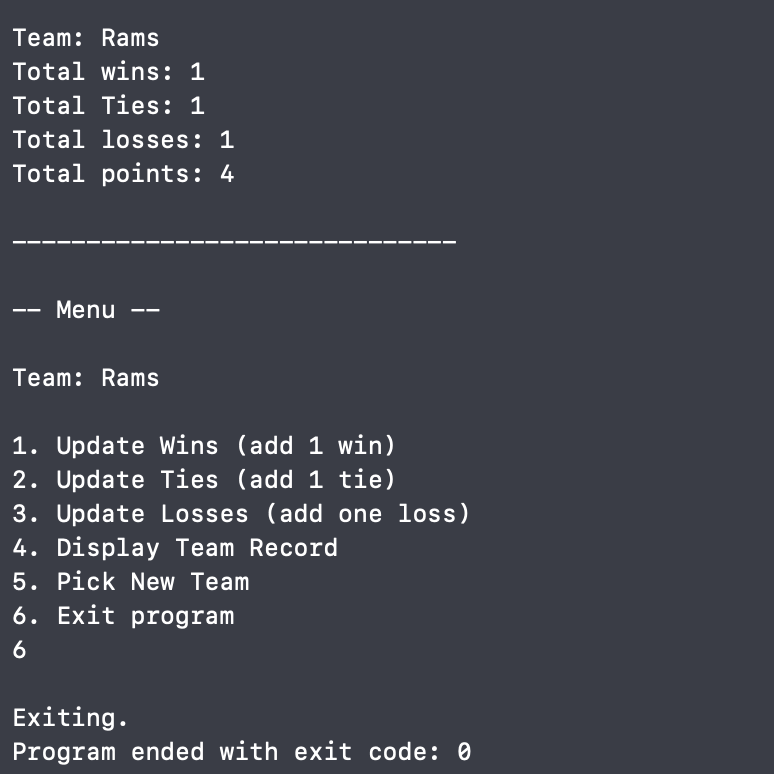 Team: Rams
Total wins: 1
Total Ties: 1
Total losses: 1
Total points: 4
------------------------------
-- Menu --
Team: Rams
1. Update Wins (add 1 win)
2. Update Ties (add 1 tie)
3. Update Losses (add one loss)
4. Display Team Record
5. Pick New Team
6. Exit program
6
Exiting.
Program ended with exit code: 0